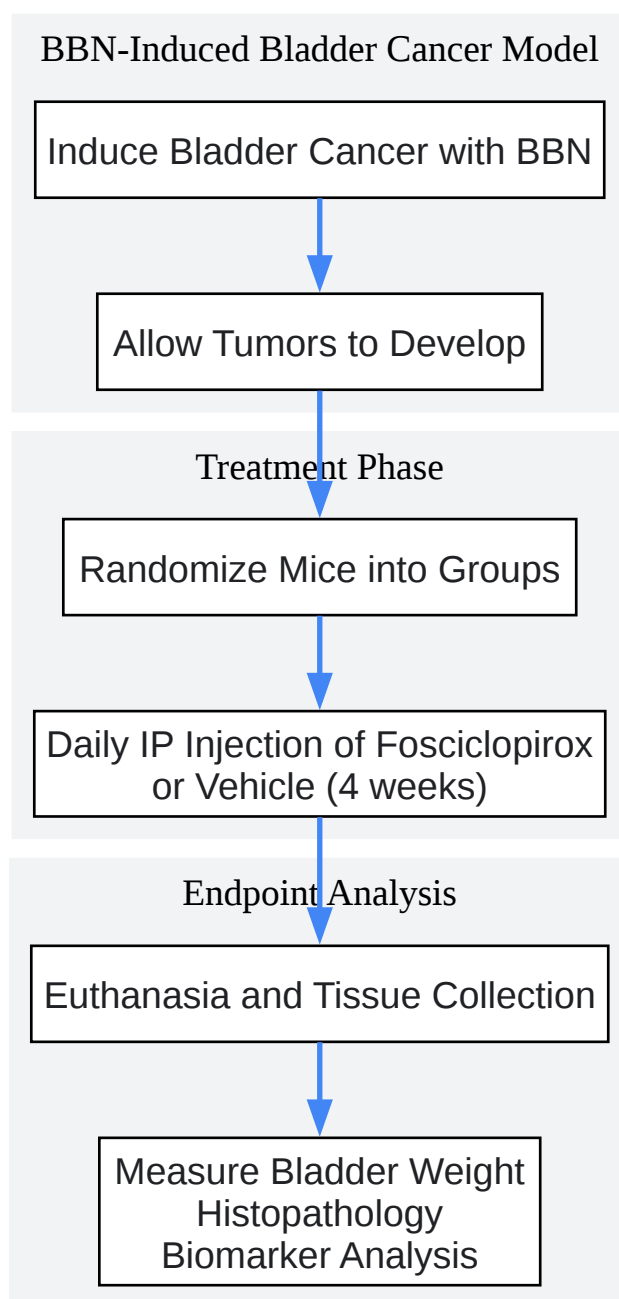 BBN-Induced Bladder Cancer Model
Induce Bladder Cancer with BBN
Allow Tumors to Develop
Treatment Phase
Randomize Mice into Groups
Daily IP Injection of Fosciclopirox
or Vehicle (4 weeks)
Endpoint Analysis
Euthanasia and Tissue Collection
Measure Bladder Weight
Histopathology
Biomarker Analysis